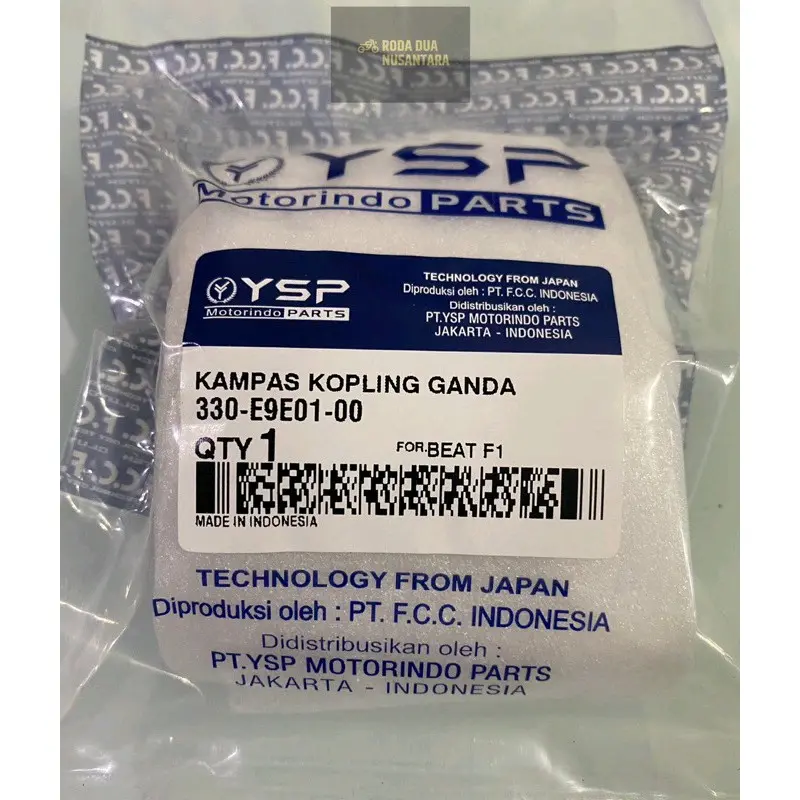 RODA DUA
NUSANTARA
F.C.C. F.C.C. F.C.C. F.C.C.
YSP
Motorindo PARTS
YSP
Motorindo PARTS
TECHNOLOGY FROM JAPAN
Diproduksi oleh : PT. F.C.C. INDONESIA
Didistribusikan oleh :
PT.YSP MOTORINDO PARTS
JAKARTA - INDONESIA
KAMPAS KOPLING GANDA
330-E9E01-00
QTY 1
FOR.BEAT F1
MADE IN INDONESIA
TECHNOLOGY FROM JAPAN
Diproduksi oleh : PT. F.C.C. INDONESIA
Didistribusikan oleh :
PT.YSP MOTORINDO PARTS
JAKARTA - INDONESIA